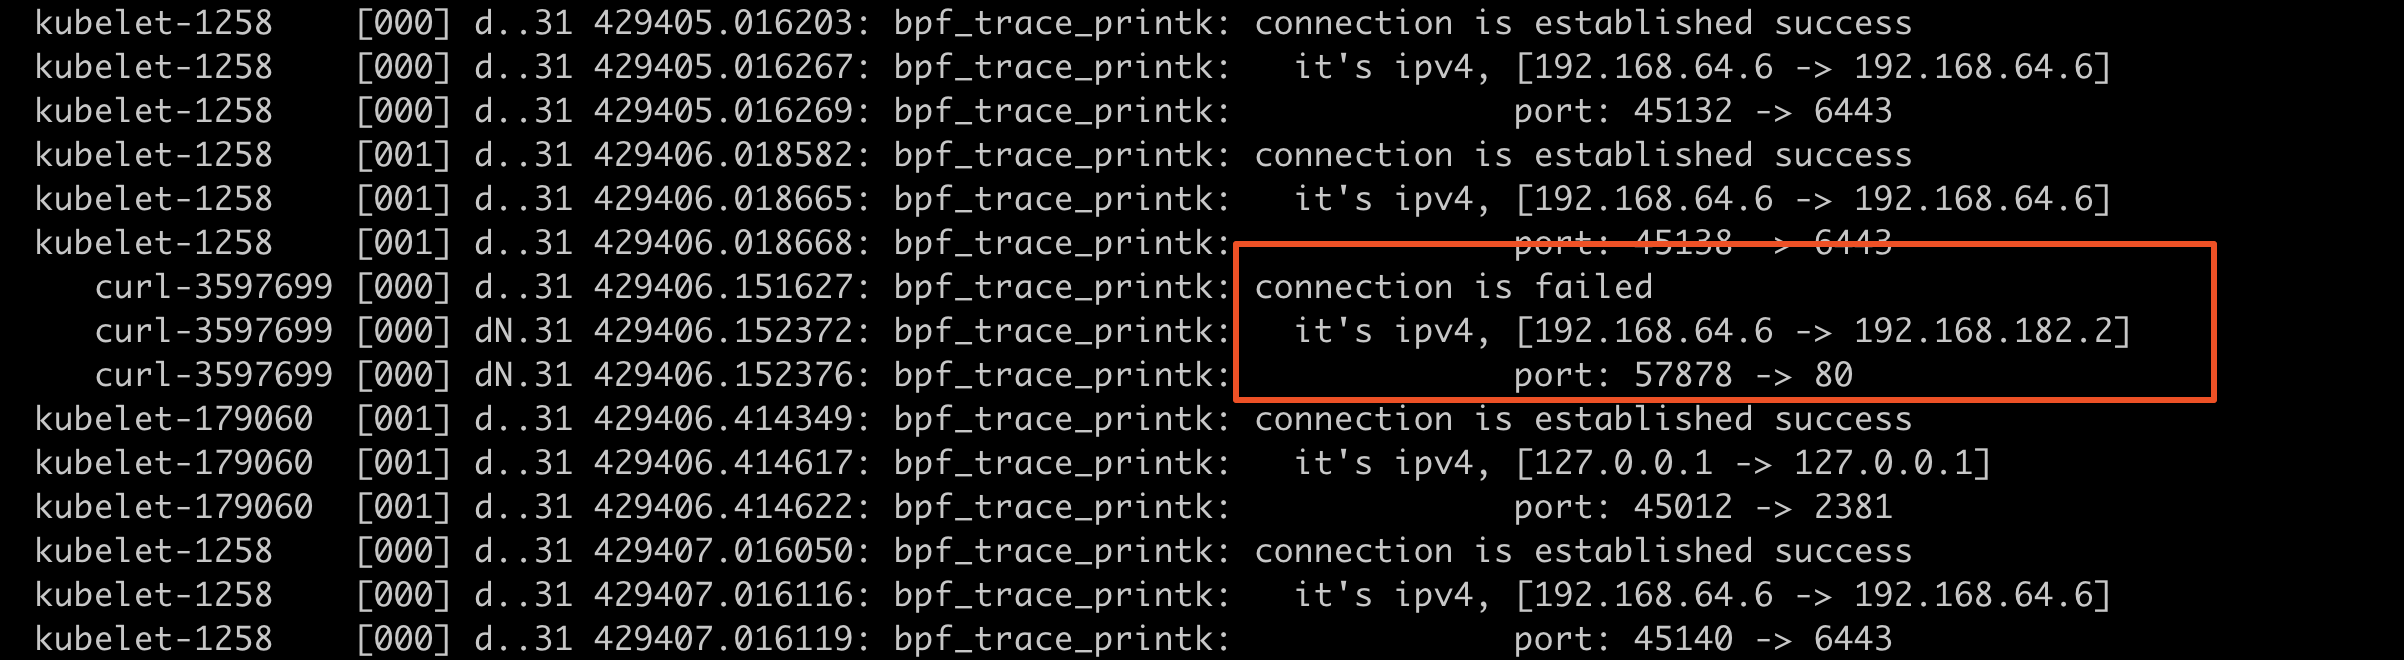 kubelet-1258    [000] d..31 429405.016203: bpf_trace_printk: connection is established success
kubelet-1258    [000] d..31 429405.016267: bpf_trace_printk:   it's ipv4, [192.168.64.6 -> 192.168.64.6]
kubelet-1258    [000] d..31 429405.016269: bpf_trace_printk:              port: 45132 -> 6443
kubelet-1258    [001] d..31 429406.018582: bpf_trace_printk: connection is established success
kubelet-1258    [001] d..31 429406.018665: bpf_trace_printk:   it's ipv4, [192.168.64.6 -> 192.168.64.6]
kubelet-1258    [001] d..31 429406.018668: bpf_trace_printk:              port: 45138 -> 6443
   curl-3597699 [000] d..31 429406.151627: bpf_trace_printk: connection is failed
   curl-3597699 [000] dN.31 429406.152372: bpf_trace_printk:   it's ipv4, [192.168.64.6 -> 192.168.182.2]
   curl-3597699 [000] dN.31 429406.152376: bpf_trace_printk:              port: 57878 -> 80
kubelet-179060  [001] d..31 429406.414349: bpf_trace_printk: connection is established success
kubelet-179060  [001] d..31 429406.414617: bpf_trace_printk:   it's ipv4, [127.0.0.1 -> 127.0.0.1]
kubelet-179060  [001] d..31 429406.414622: bpf_trace_printk:              port: 45012 -> 2381
kubelet-1258    [000] d..31 429407.016050: bpf_trace_printk: connection is established success
kubelet-1258    [000] d..31 429407.016116: bpf_trace_printk:   it's ipv4, [192.168.64.6 -> 192.168.64.6]
kubelet-1258    [000] d..31 429407.016119: bpf_trace_printk:              port: 45140 -> 6443